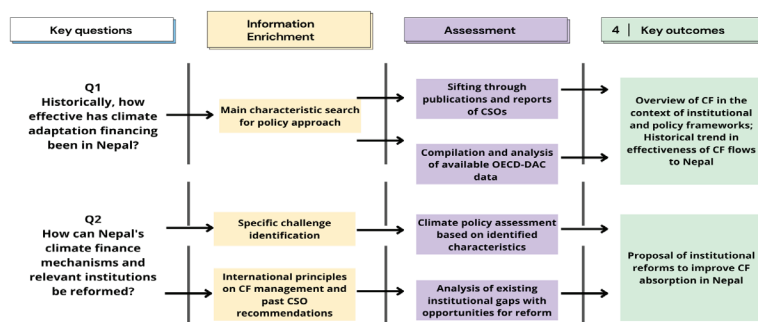 Key questions
Information
Enrichment
Assessment
4 | Key outcomes
Q1
Historically, how
effective has climate
adaptation financing
been in Nepal?
Main characteristic search
for policy approach
Sifting through
publications and reports
of CSOs
Compilation and analysis
of available OECD-DAC
data
Overview of CF in the
context of institutional
and policy frameworks;
Historical trend in
effectiveness of CF flows
to Nepal
Q2
How can Nepal's
climate finance
mechanisms and
relevant institutions
be reformed?
Specific challenge
identification
International principles
on CF management and
past CSO
recommendations
Climate policy assessment
based on identified
characteristics
Analysis of existing
institutional gaps with
opportunities for reform
Proposal of institutional
reforms to improve CF
absorption in Nepal